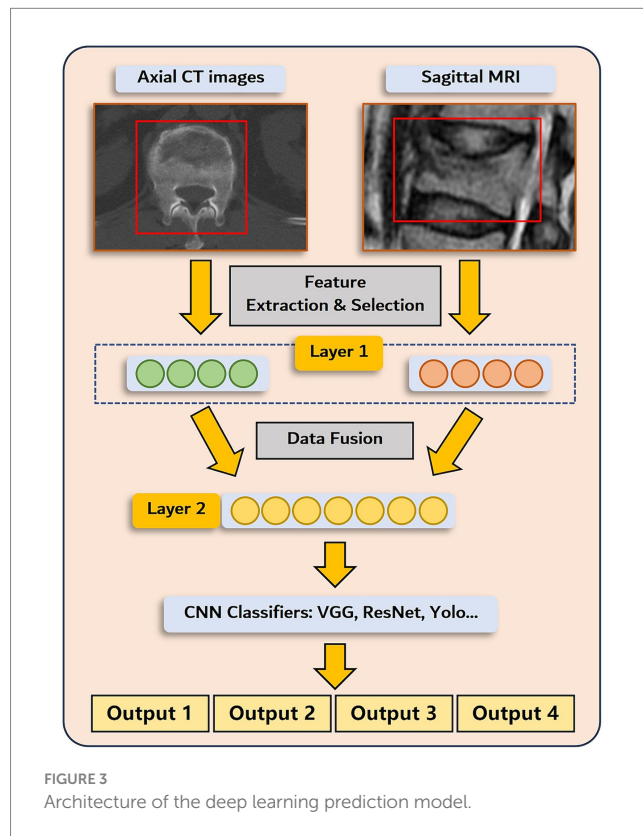 Axial CT images
Sagittal MRI
Feature
Extraction & Selection
Layer 1
Data Fusion
Layer 2
CNN Classifiers: VGG, ResNet, Yolo...
Output 1
Output 2
Output 3
Output 4
FIGURE 3
Architecture of the deep learning prediction model.